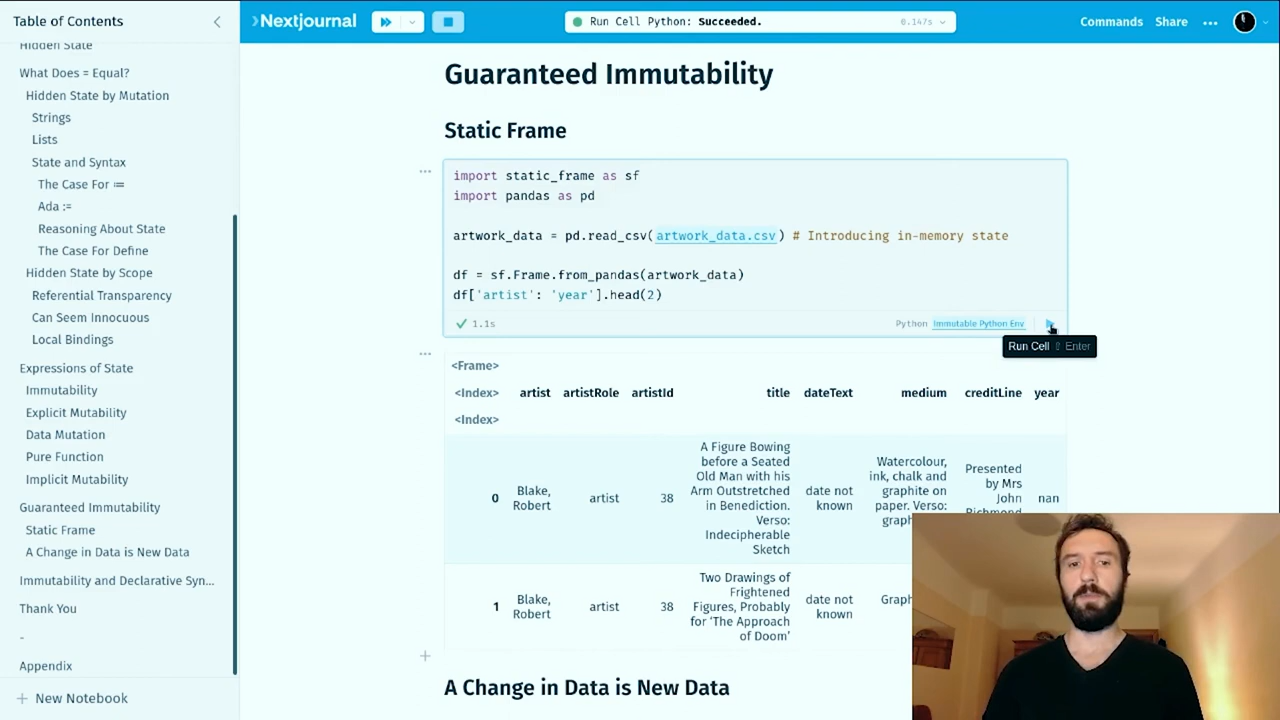 Table of Contents
Hidden State
What Does = Equal?
Hidden State by Mutation
Strings
Lists
State and Syntax
The Case For :=
Ada :=
Reasoning About State
The Case For Define
Hidden State by Scope
Referential Transparency
Can Seem Innocuous
Local Bindings
Expressions of State
Immutability
Explicit Mutability
Data Mutation
Pure Function
Implicit Mutability
Guaranteed Immutability
Static Frame
A Change in Data is New Data
Immutability and Declarative Syn...
Thank You
-
Appendix
+ New Notebook
Nextjournal
Run Cell Python: Succeeded.
0.147s
Commands
Share
Guaranteed Immutability
Static Frame
import static_frame as sf
import pandas as pd
artwork_data = pd.read_csv(artwork_data.csv) # Introducing in-memory state
df = sf.Frame.from_pandas(artwork_data)
df['artist': 'year'].head(2)
1.1s
Python Immutable Python Env
Run Cell ⇧ Enter
<Frame>
<Index> artist artistRole artistId title dateText medium creditLine year
<Index>
0
Blake,
Robert
artist
38
A Figure Bowing
before a Seated
Old Man with his
Arm Outstretched
in Benediction.
Verso:
Indecipherable
Sketch
date not
known
Watercolour,
ink, chalk and
graphite on
paper. Verso:
Presented
by Mrs
John
nan
1
Blake,
Robert
artist
38
Two Drawings of
Frightened
Figures, Probably
for ‘The Approach
of Doom’
date not
known
A Change in Data is New Data